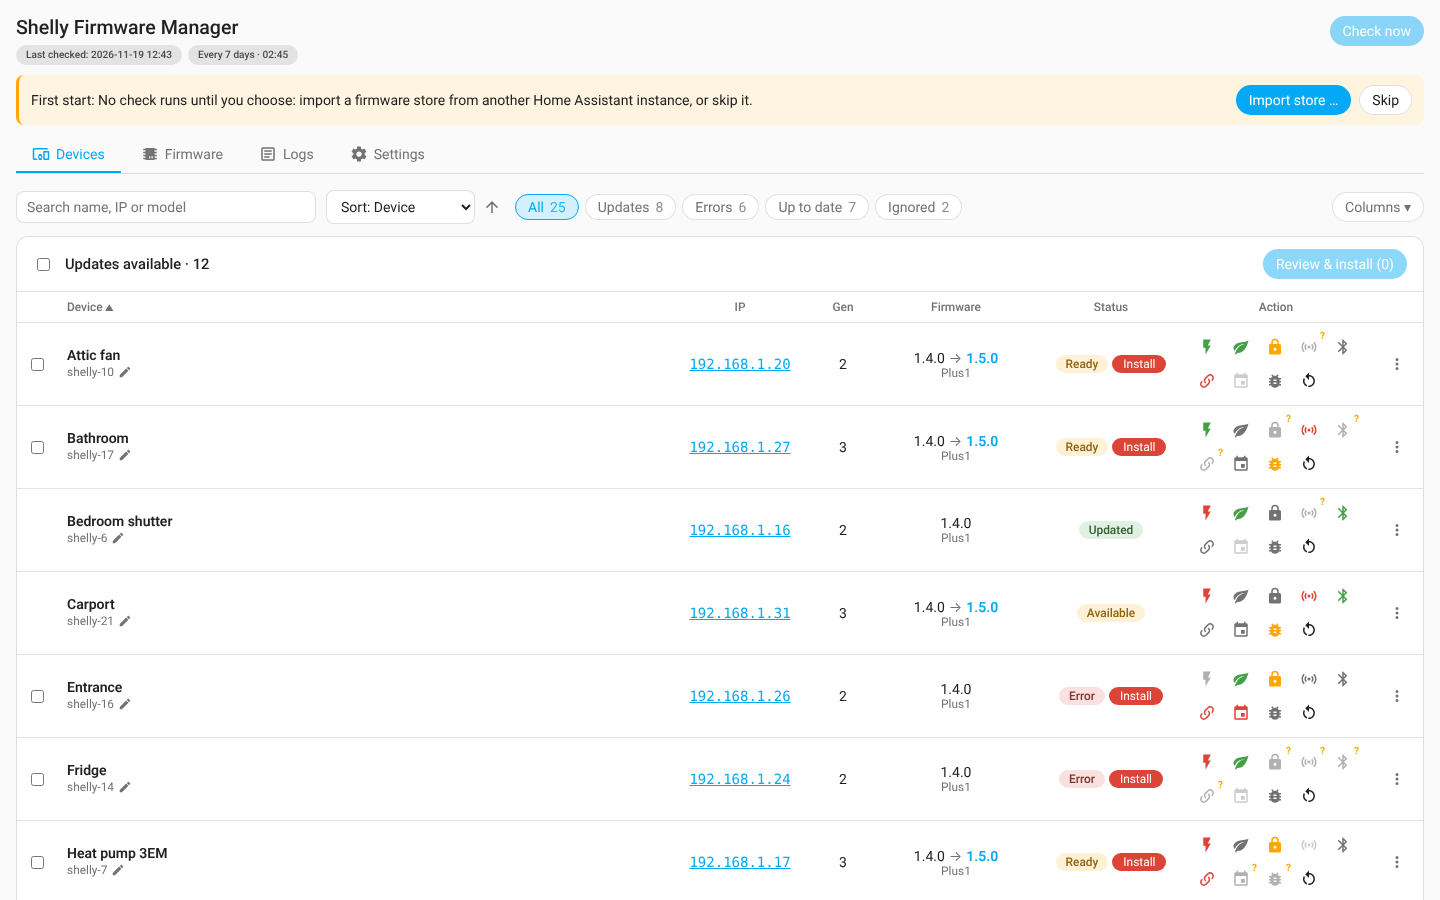 Shelly Firmware Manager
Check now
Last checked: 2026-11-19 12:43
Every 7 days · 02:45
First start: No check runs until you choose: import a firmware store from another Home Assistant instance, or skip it.
Import store ...
Skip
Devices
Firmware
Logs
Settings
Search name, IP or model
Sort: Device
All 25
Updates 8
Errors 6
Up to date 7
Ignored 2
Columns ▾
Updates available · 12
Review & install (0)
Device ▲
IP
Gen
Firmware
Status
Action
Attic fan
shelly-10
192.168.1.20
2
1.4.0 → 1.5.0
Plus1
Ready
Install
?
Bathroom
shelly-17
192.168.1.27
3
1.4.0 → 1.5.0
Plus1
Ready
Install
?
?
?
Bedroom shutter
shelly-6
192.168.1.16
2
1.4.0
Plus1
Updated
?
Carport
shelly-21
192.168.1.31
3
1.4.0 → 1.5.0
Plus1
Available
Entrance
shelly-16
192.168.1.26
2
1.4.0
Plus1
Error
Install
Fridge
shelly-14
192.168.1.24
2
1.4.0
Plus1
Error
Install
?
?
?
?
Heat pump 3EM
shelly-7
192.168.1.17
3
1.4.0 → 1.5.0
Plus1
Ready
Install
?
?